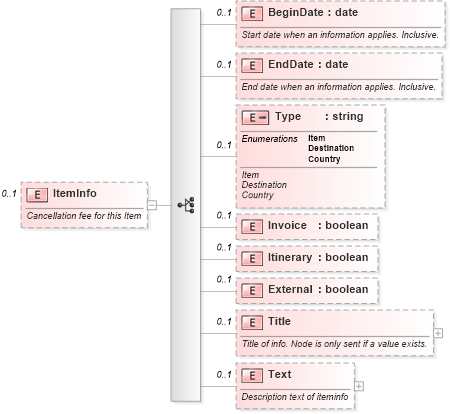 0..1
E BeginDate : date
Start date when an information applies. Inclusive.
0..1
E EndDate : date
End date when an information applies. Inclusive.
0..1
E Type : string
Enumerations Item
Destination
Country
Item
Destination
Country
0..1
E ItemInfo
Cancellation fee for this Item
0..1
E Invoice : boolean
0..1
E Itinerary : boolean
0..1
E External : boolean
0..1
E Title
Title of info. Node is only sent if a value exists.
0..1
E Text
Description text of iteminfo